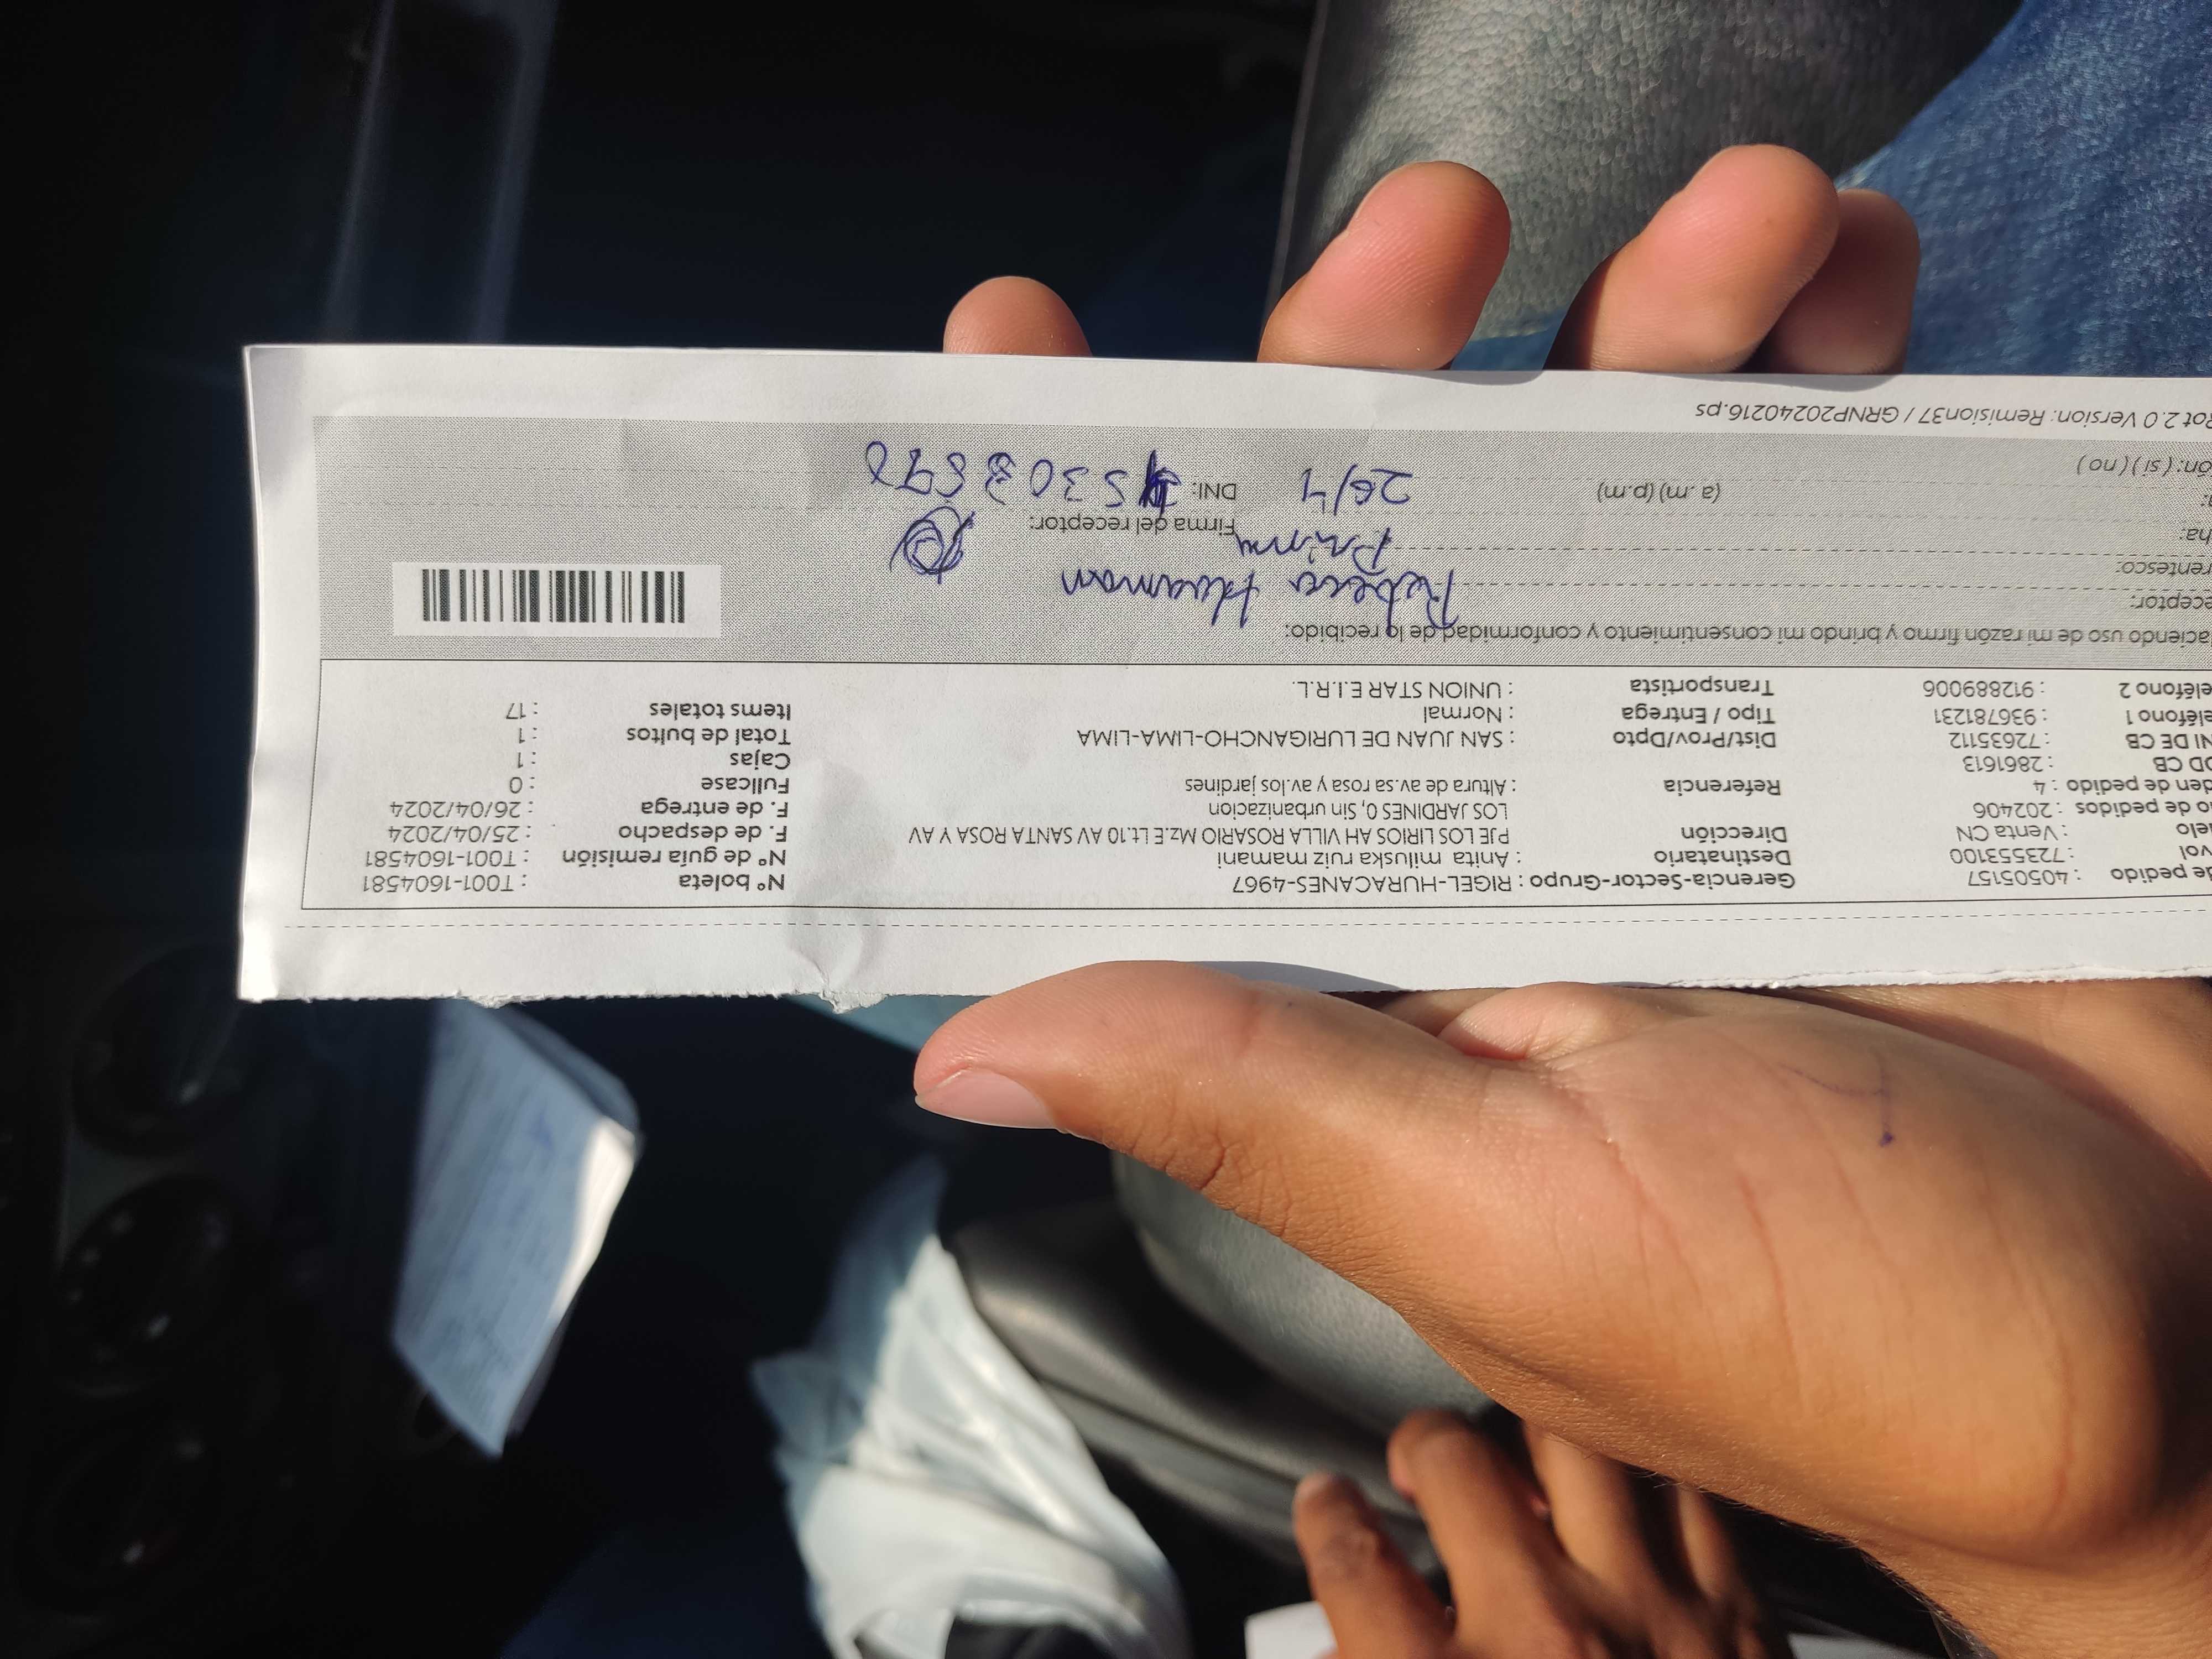 de pedido : 40505157 Gerencia-Sector-Grupo : RIGEL-HURACANES-4967 N° boleta : T001-1604581
vol : 723553100 Destinatario : Anita miluska ruiz mamani N° de guía remisión : T001-1604581
elo : Venta CN Dirección PJE LOS LIRIOS AH VILLA ROSARIO Mz.E Lt.10 AV SANTA ROSA Y AV F. de despacho : 25/04/2024
o de pedidos : 202406 LOS JARDINES 0, Sin urbanizacion F. de entrega : 26/04/2024
den de pedido : 4 Referencia : Altura de av.sa rosa y av.los jardines Fullcase : 0
OD CB : 2861613 Cajas : 1
NI DE CB : 72635112 Dist/Prov/Dpto : SAN JUAN DE LURIGANCHO-LIMA-LIMA Total de bultos : 1
eléfono 1 : 936781231 Tipo / Entrega : Normal Items totales : 17
eléfono 2 : 912889006 Transportista : UNION STAR E.I.R.L.
aciendo uso de mi razón firmo y brindo mi consentimiento y conformidad de lo recibido:
eceptor: Rebeca Huaman
rentesco: Prima
ha: Firma del receptor:
(a.m) (p.m) 26/4 DNI:
ón: (si) (no)
Rot 2.0 Version: Remision37 / GRNP20240216.ps